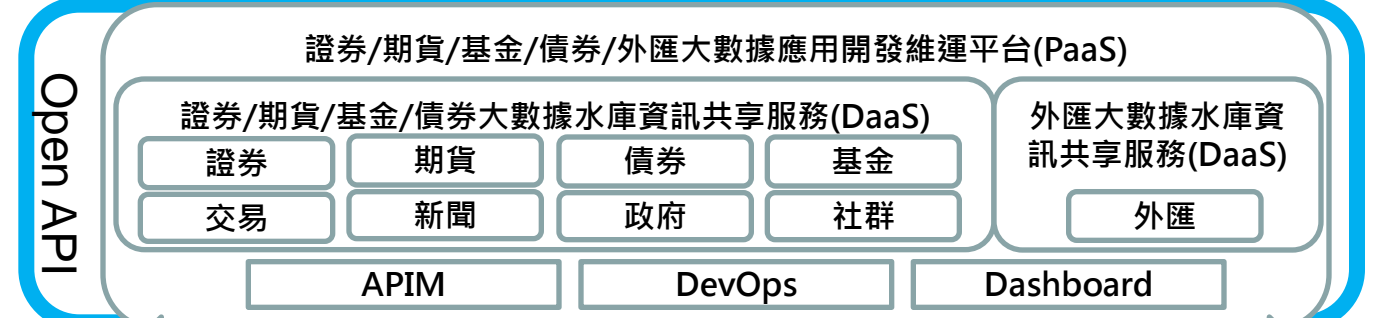 Open API
證券/期貨/基金/債券/外匯大數據應用開發維運平台(PaaS)
證券/期貨/基金/債券大數據水庫資訊共享服務(DaaS)
證券
期貨
債券
基金
交易
新聞
政府
社群
外匯大數據水庫資
訊共享服務(DaaS)
外匯
APIM
DevOps
Dashboard